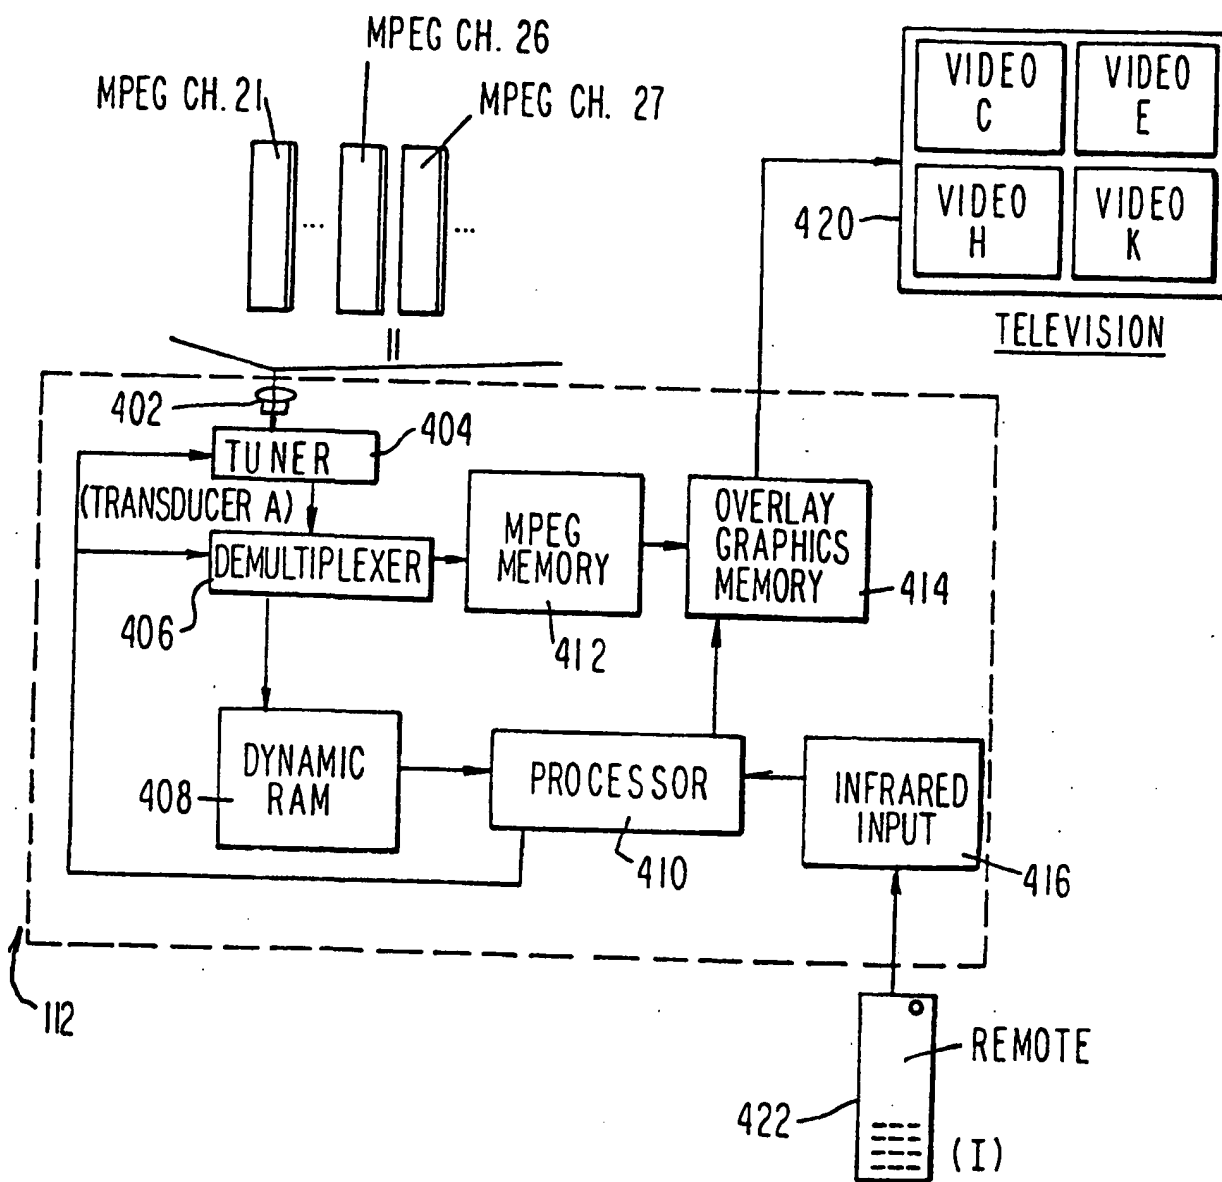 MPEG CH. 26
MPEG CH. 21
MPEG CH. 27
...
...
VIDEO
C
VIDEO
E
VIDEO
H
VIDEO
K
420
TELEVISION
402
TUNER
404
(TRANSDUCER A)
DEMULTIPLEXER
406
MPEG
MEMORY
412
OVERLAY
GRAPHICS
MEMORY
414
DYNAMIC
RAM
408
PROCESSOR
410
INFRARED
INPUT
416
112
REMOTE
422
(I)